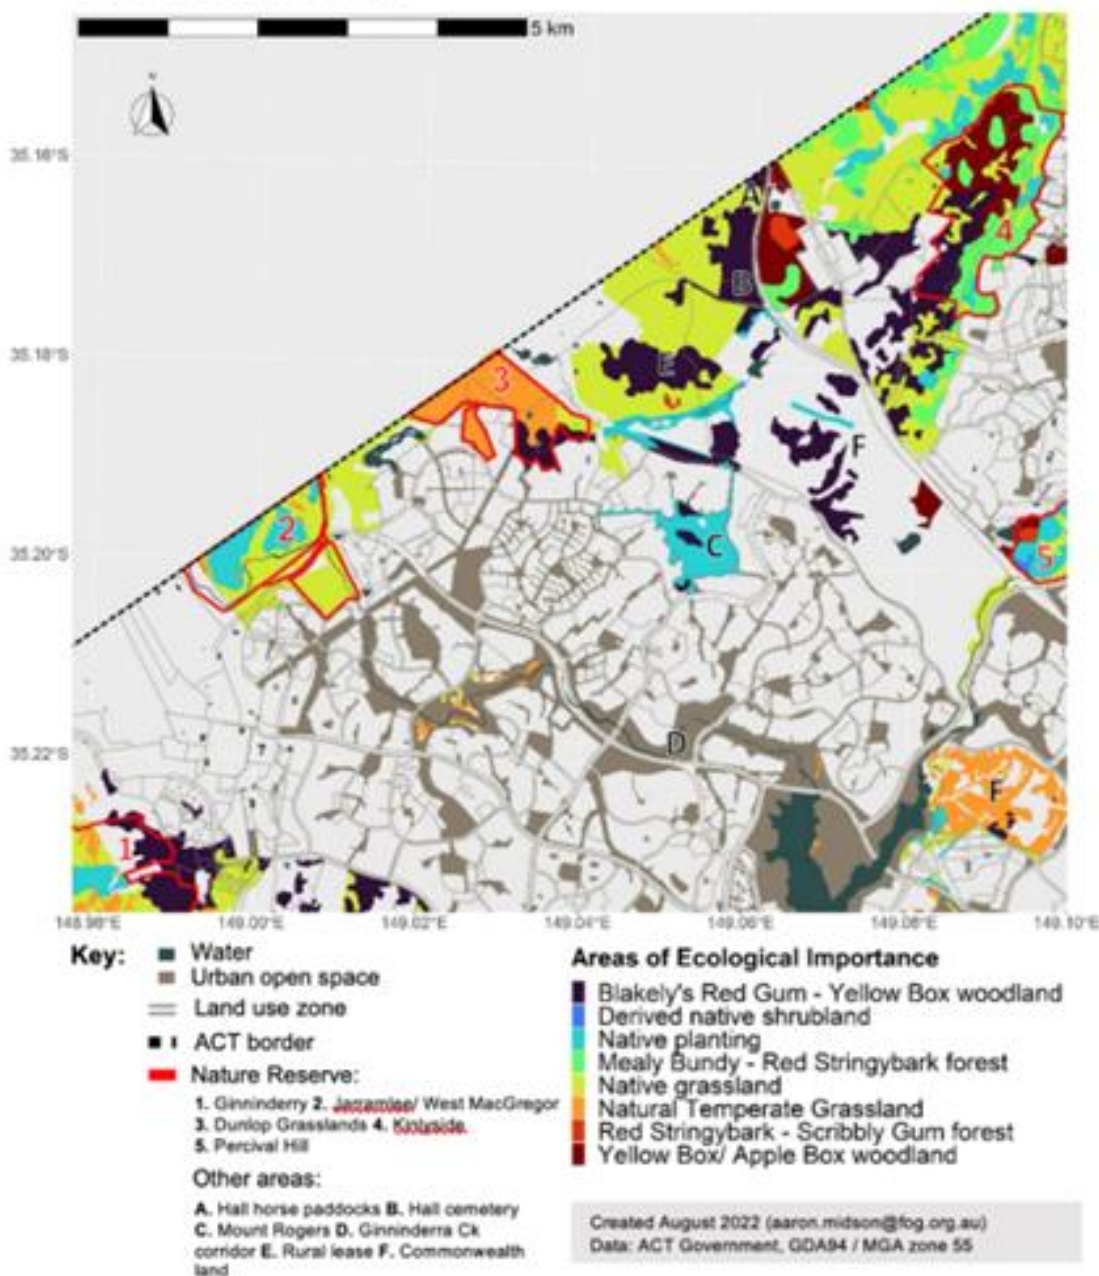 5 km
N
35.16°S
35.18°S
35.20°S
35.22°S
A
B
4
E
3
F
2
C
5
D
F
1
148.98°E 149.00°E 149.02°E 149.04°E 149.06°E 149.08°E 149.10°E
Key:
Water
Urban open space
Land use zone
ACT border
Nature Reserve:
1. Ginninderry 2. Jarramlee/ West MacGregor
3. Dunlop Grasslands 4. Kinlyside
5. Percival Hill
Other areas:
A. Hall horse paddocks B. Hall cemetery
C. Mount Rogers D. Ginninderra Ck
corridor E. Rural lease F. Commonwealth
land
Areas of Ecological Importance
Blakely's Red Gum - Yellow Box woodland
Derived native shrubland
Native planting
Mealy Bundy - Red Stringybark forest
Native grassland
Natural Temperate Grassland
Red Stringybark - Scribbly Gum forest
Yellow Box/ Apple Box woodland
Created August 2022 (aaron.midson@fog.org.au)
Data: ACT Government, GDA94 / MGA zone 55